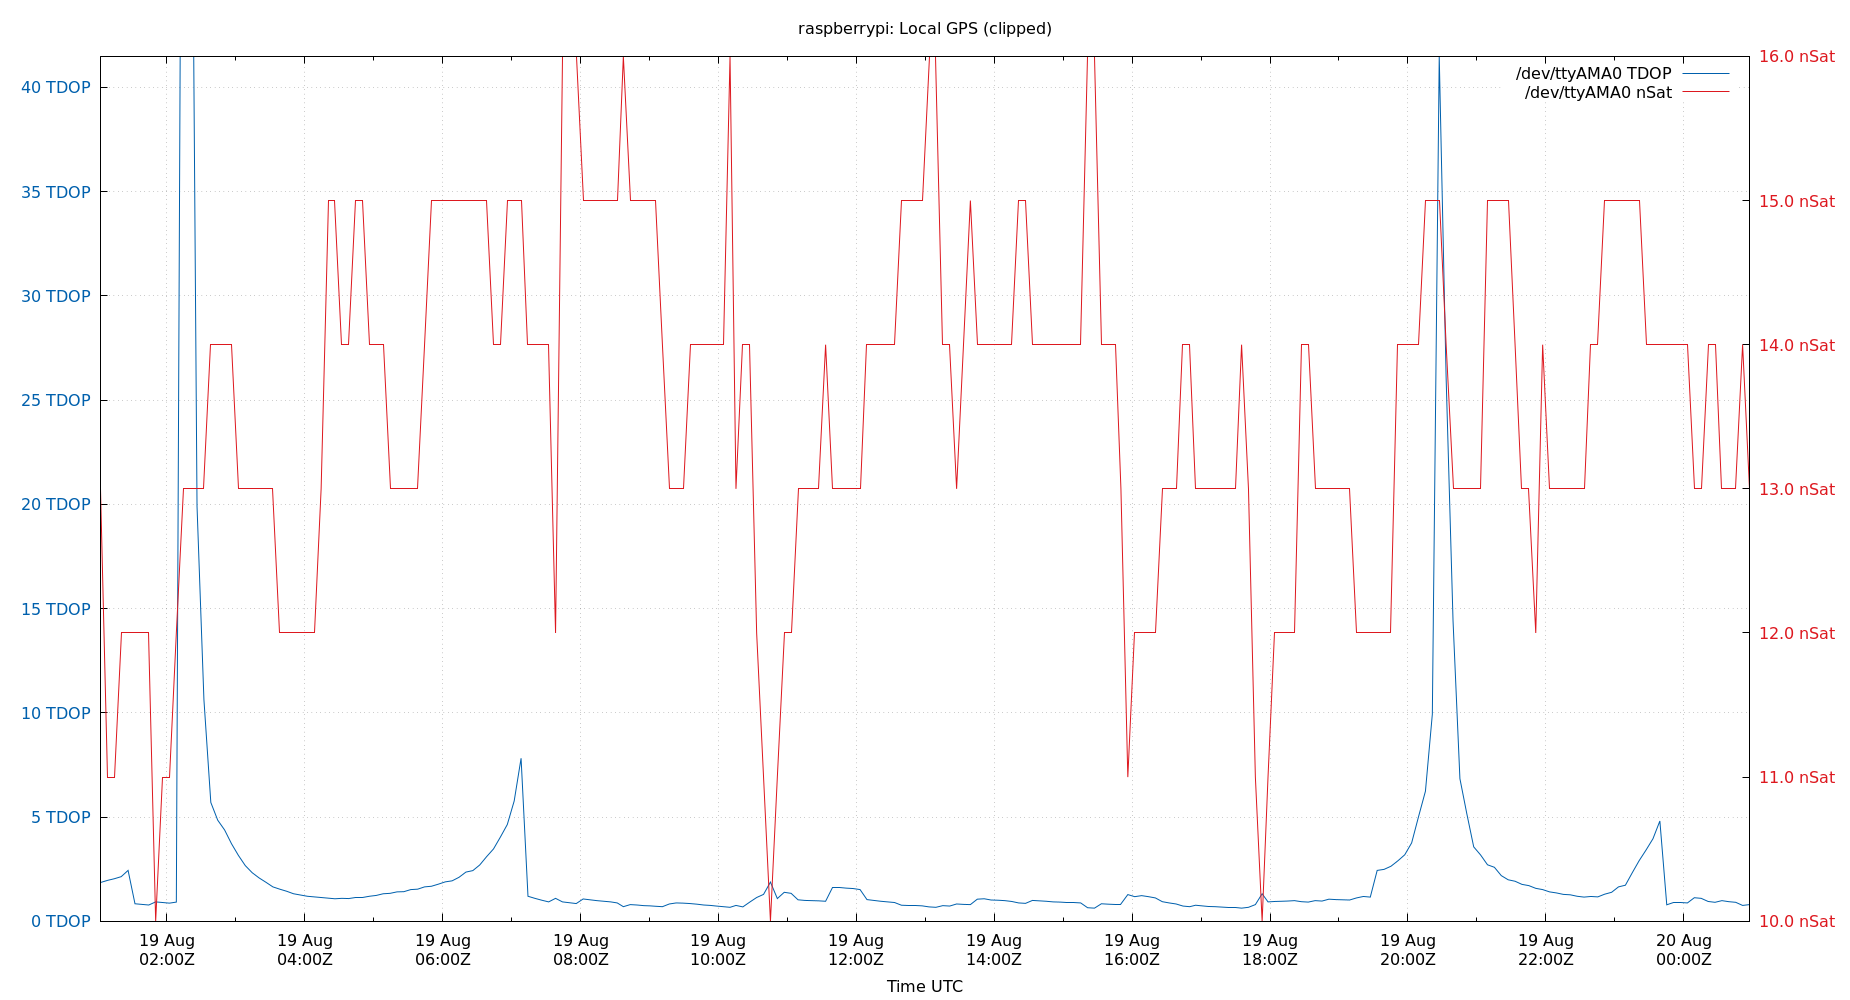 raspberrypi: Local GPS (clipped)
/dev/ttyAMA0 TDOP
/dev/ttyAMA0 nSat
40 TDOP
35 TDOP
30 TDOP
25 TDOP
20 TDOP
15 TDOP
10 TDOP
5 TDOP
0 TDOP
16.0 nSat
15.0 nSat
14.0 nSat
13.0 nSat
12.0 nSat
11.0 nSat
10.0 nSat
19 Aug 19 Aug 19 Aug 19 Aug 19 Aug 19 Aug 19 Aug 19 Aug 19 Aug 19 Aug 19 Aug 20 Aug
02:00Z 04:00Z 06:00Z 08:00Z 10:00Z 12:00Z 14:00Z 16:00Z 18:00Z 20:00Z 22:00Z 00:00Z
Time UTC